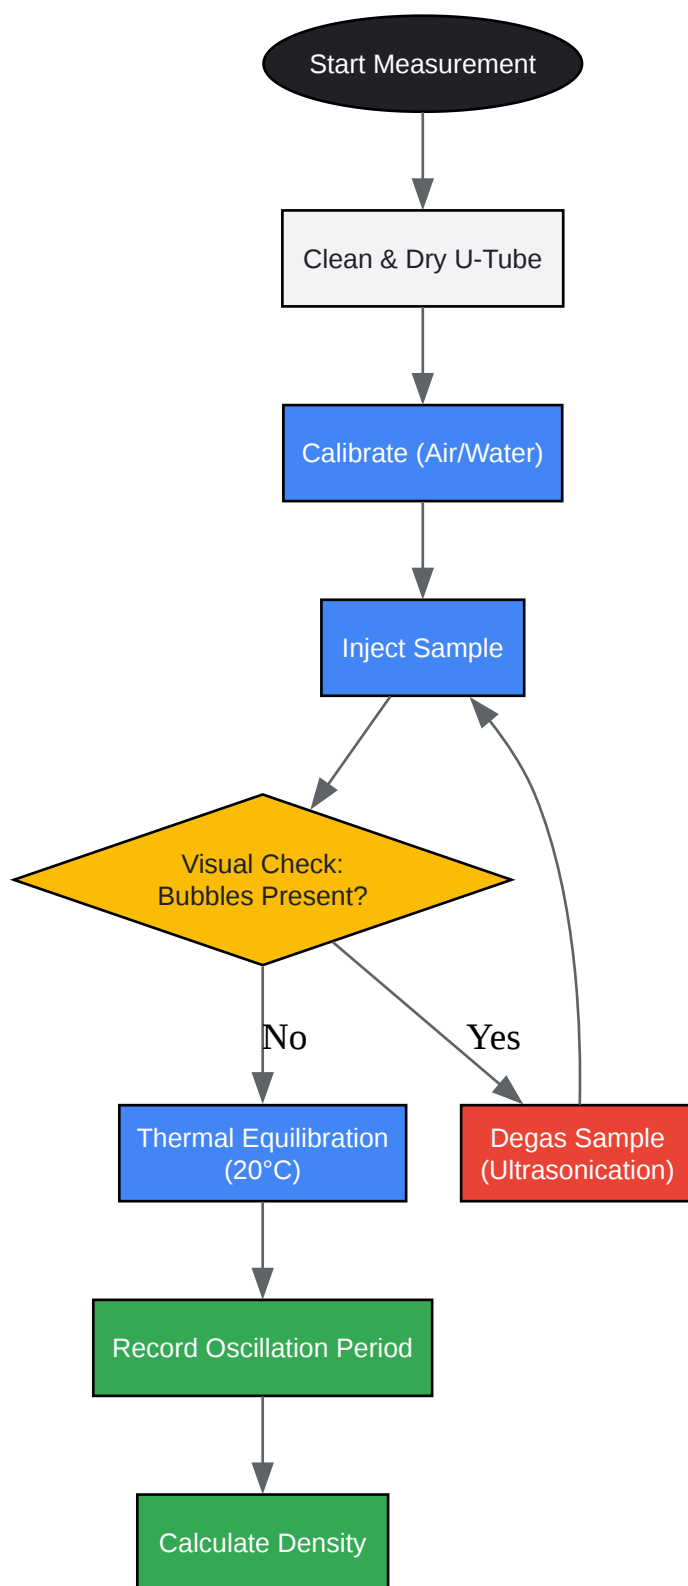 Start Measurement
Clean & Dry U-Tube
Calibrate (Air/Water)
Inject Sample
Visual Check:
Bubbles Present?
No
Yes
Thermal Equilibration
(20°C)
Degas Sample
(Ultrasonication)
Record Oscillation Period
Calculate Density